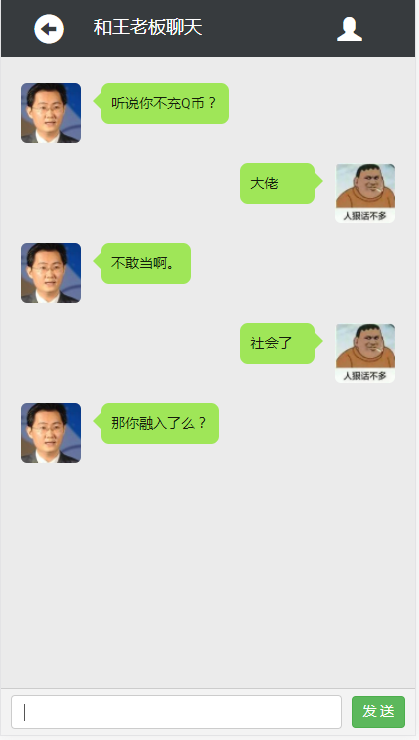 和王老板聊天
听说你不充Q币？
大佬
人狠话不多
不敢当啊。
社会了
人狠话不多
那你融入了么？
发送